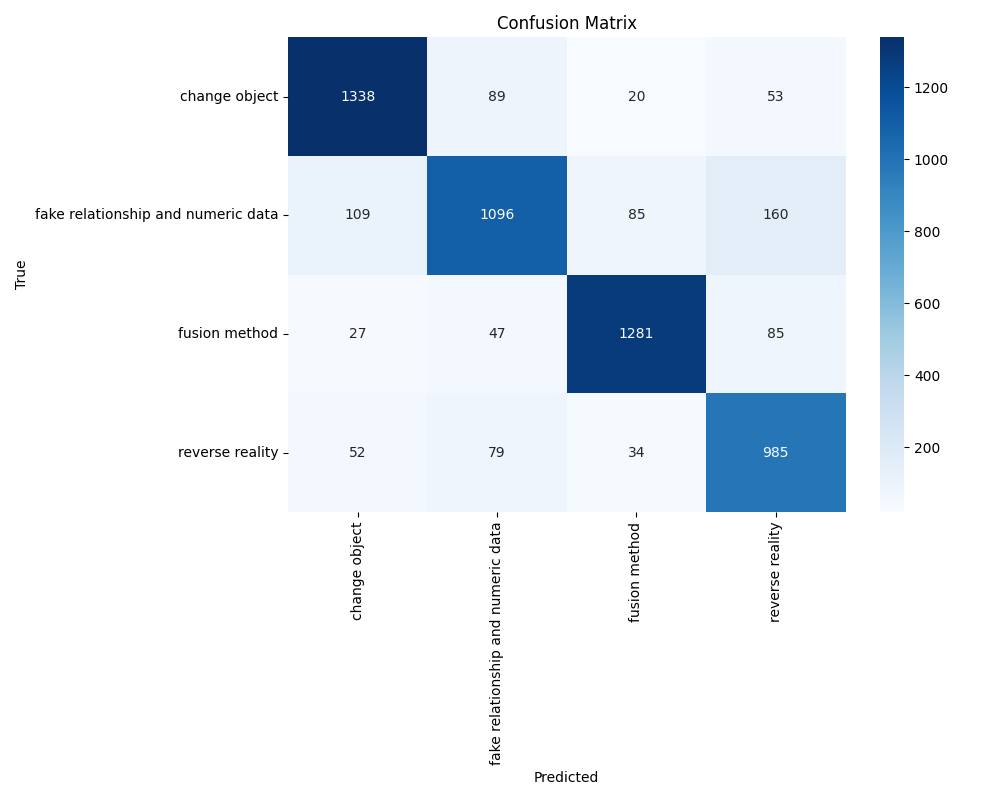 Confusion Matrix
change object 1338 89 20 53
fake relationship and numeric data 109 1096 85 160
fusion method 27 47 1281 85
reverse reality 52 79 34 985
True
change object
fake relationship and numeric data
fusion method
reverse reality
Predicted
1200
1000
800
600
400
200